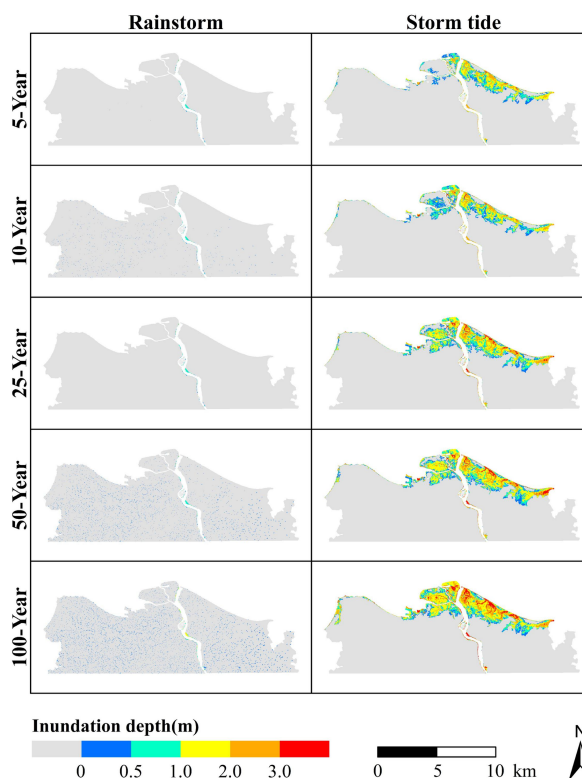 Rainstorm Storm tide
5-Year
10-Year
25-Year
50-Year
100-Year
Inundation depth(m)
0 0.5 1.0 2.0 3.0
0 5 10 km
N